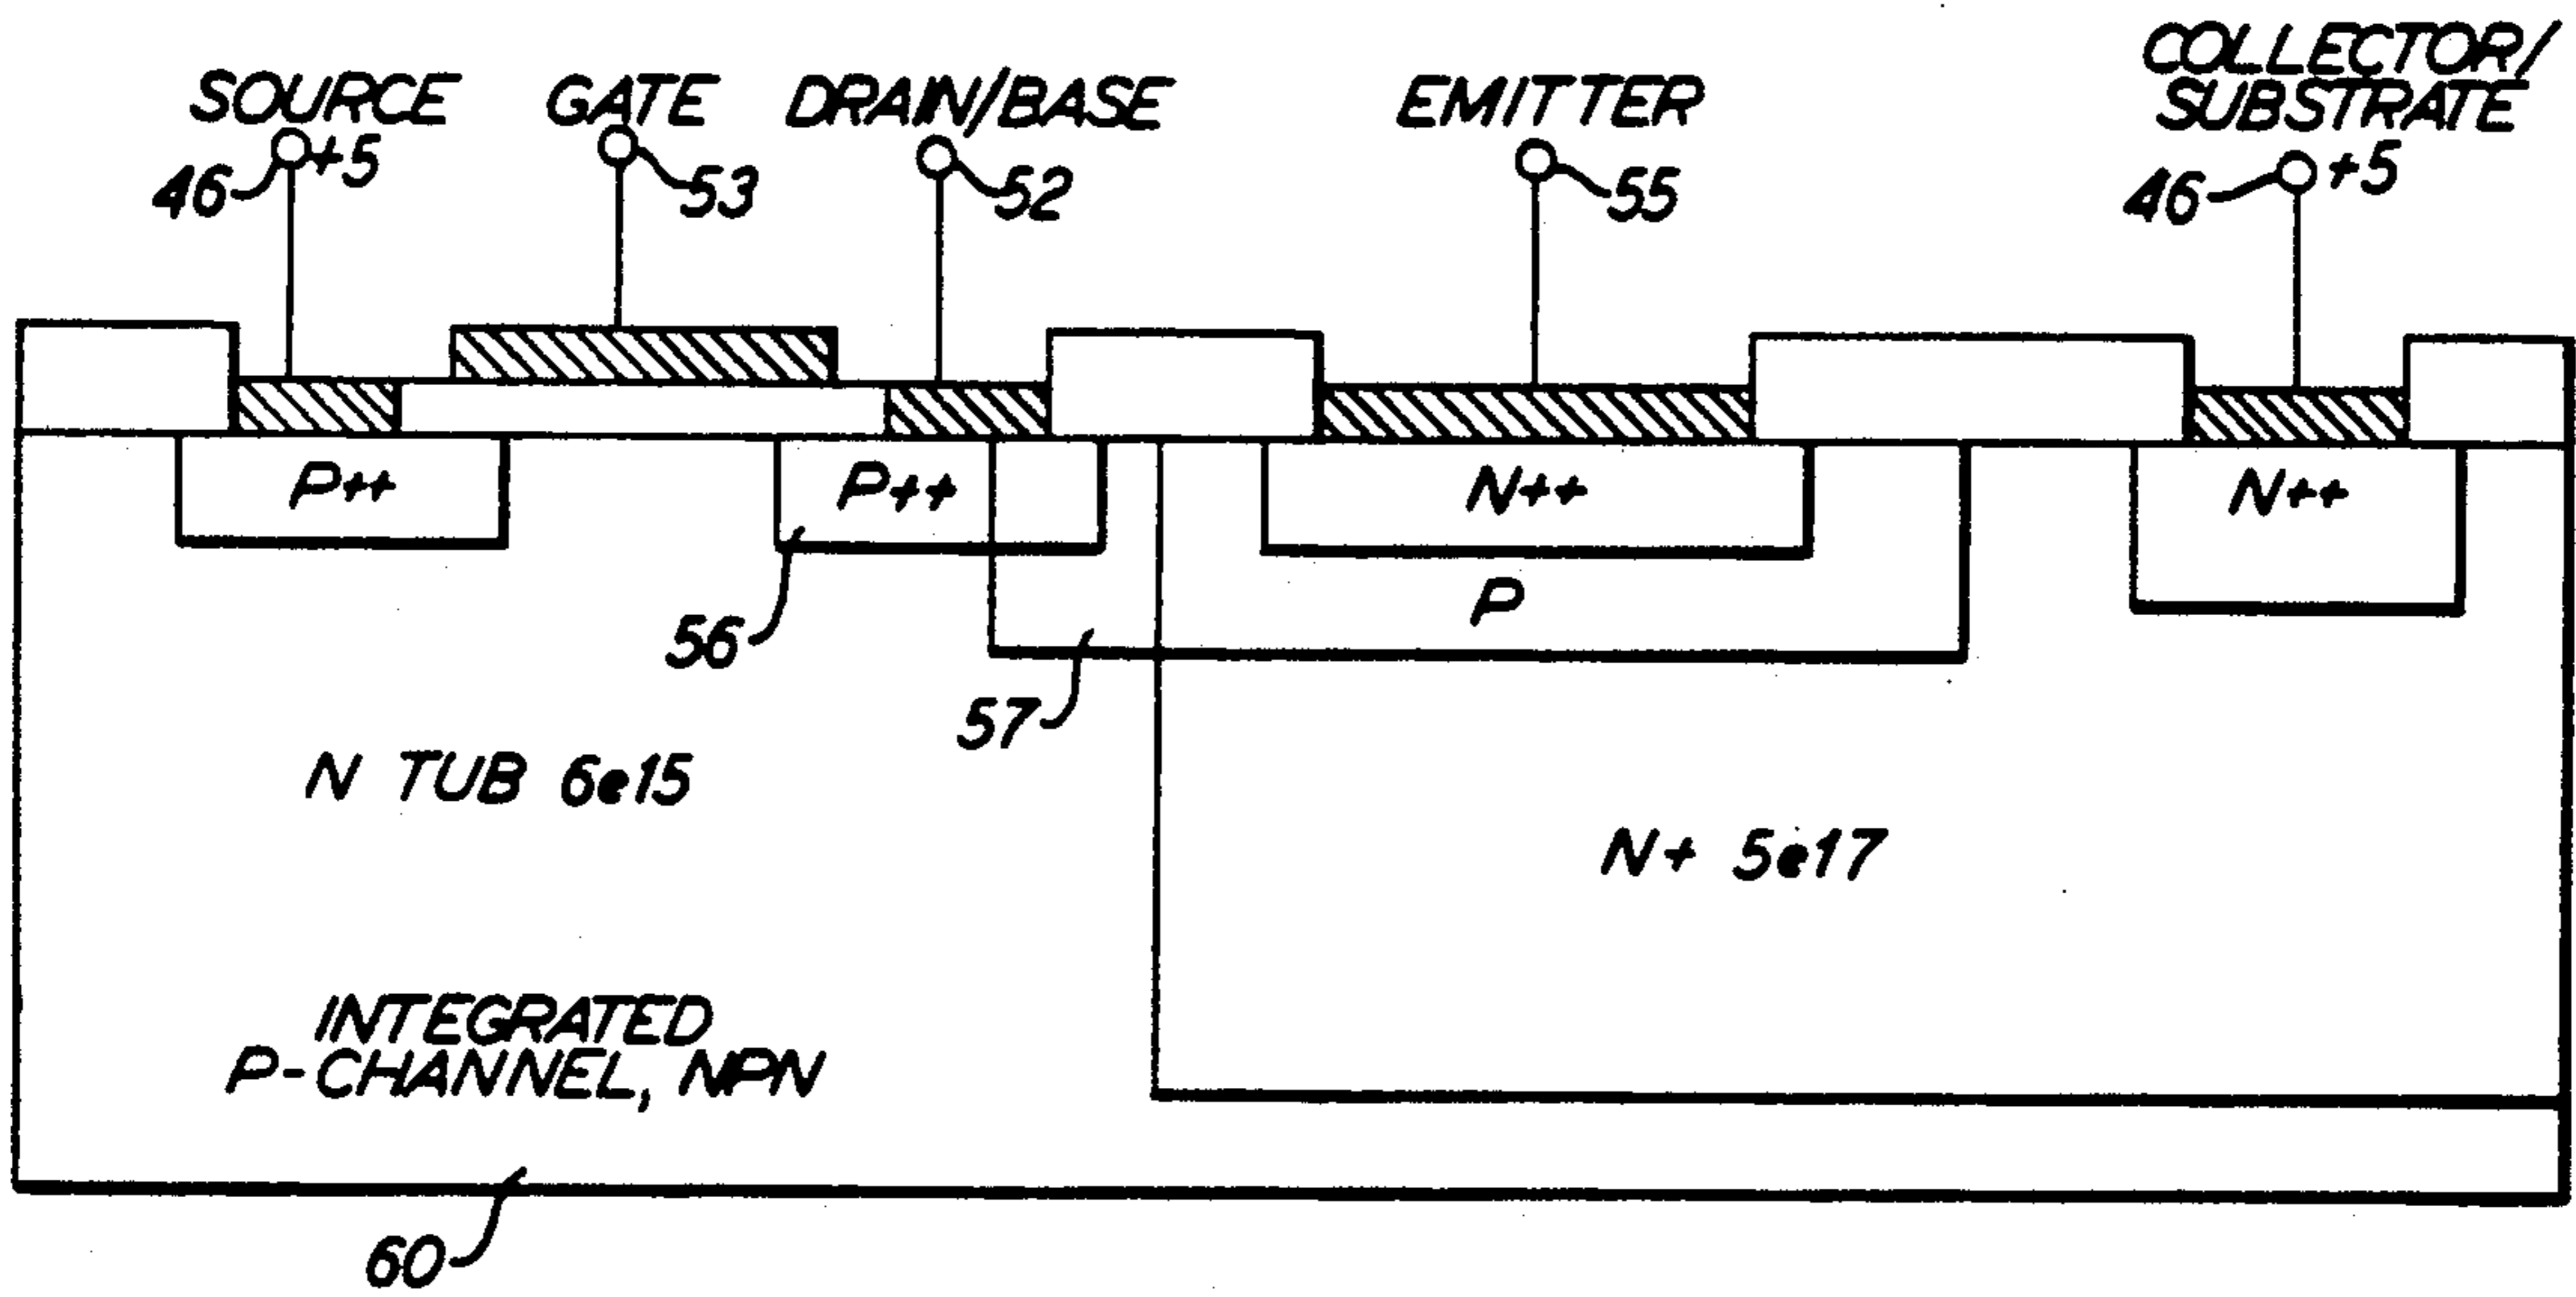 SOURCE
GATE
DRAIN/BASE
EMITTER
COLLECTOR/
SUBSTRATE
46
+5
53
52
55
46
+5
P++
P++
N++
N++
P
56
57
N TUB 6e15
N+ 5e17
INTEGRATED
P-CHANNEL, NPN
60